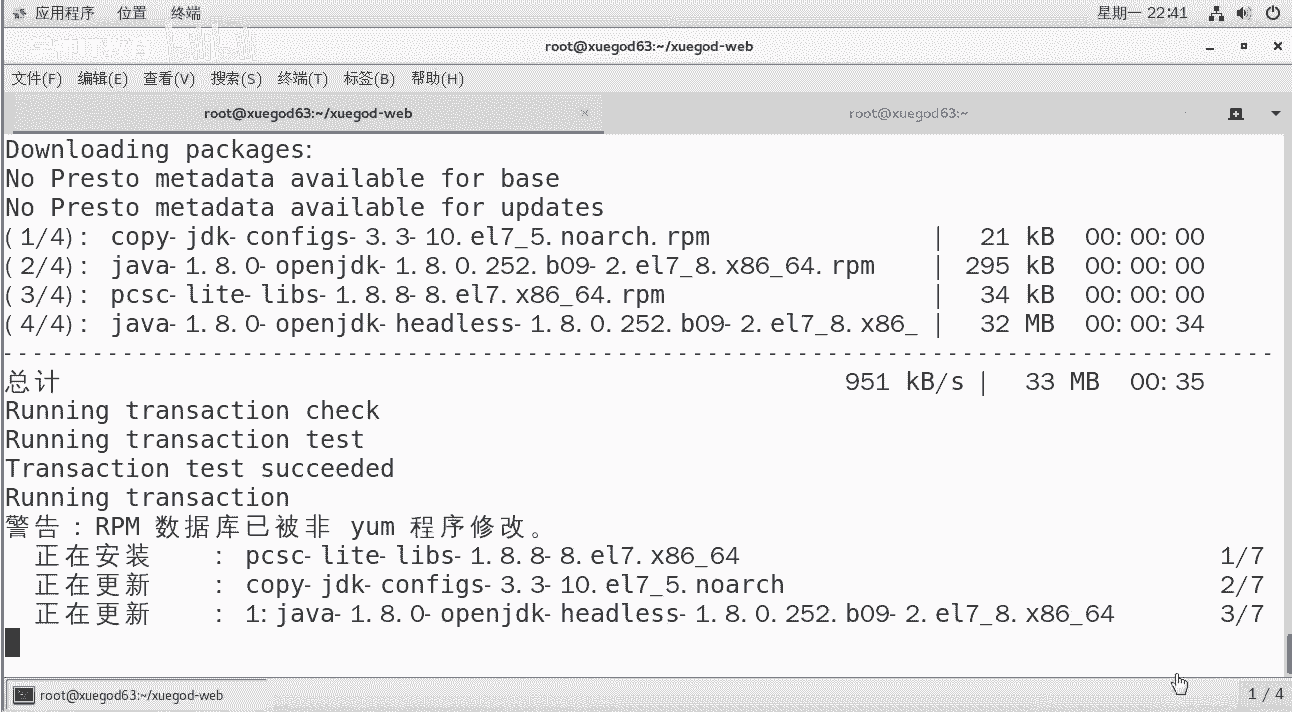 应用程序 位置 终端 星期一 22:41
root@xuegod63:~/xuegod-web
文件(F) 编辑(E) 查看(V) 搜索(S) 终端(T) 标签(B) 帮助(H)
root@xuegod63:~/xuegod-web × root@xuegod63:~
Downloading packages:
No Presto metadata available for base
No Presto metadata available for updates
(1/4): copy-jdk-configs-3.3-10.el7_5.noarch.rpm | 21 kB 00:00:00
(2/4): java-1.8.0-openjdk-1.8.0.252.b09-2.el7_8.x86_64.rpm | 295 kB 00:00:00
(3/4): pcsc-lite-libs-1.8.8-8.el7.x86_64.rpm | 34 kB 00:00:00
(4/4): java-1.8.0-openjdk-headless-1.8.0.252.b09-2.el7_8.x86_ | 32 MB 00:00:34
--------------------------------------------------------------------------------
总计 951 kB/s | 33 MB 00:35
Running transaction check
Running transaction test
Transaction test succeeded
Running transaction
警告：RPM 数据库已被非 yum 程序修改。
正在安装 : pcsc-lite-libs-1.8.8-8.el7.x86_64 1/7
正在更新 : copy-jdk-configs-3.3-10.el7_5.noarch 2/7
正在更新 : 1:java-1.8.0-openjdk-headless-1.8.0.252.b09-2.el7_8.x86_64 3/7
root@xuegod63:~/xuegod-web 1 / 4